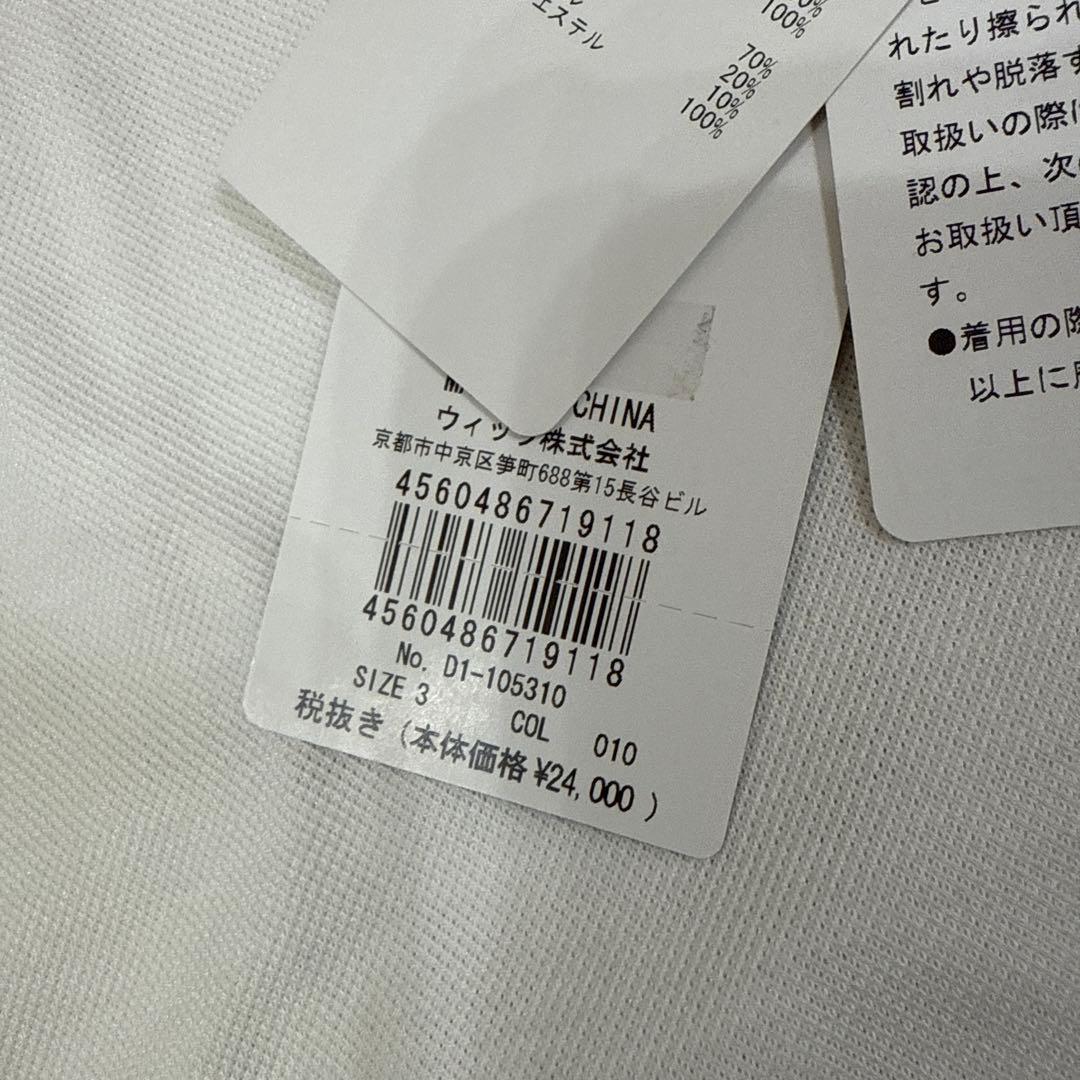 エステル
100%
70%
20%
10%
100%
れたり擦られ
割れや脱落す
取扱いの際に
認の上、次
お取扱い頂
す。
●着用の際
以上に
CHINA
株式会社
京都市中京区笋町688第15長谷ビル
4560486719118
4560486719118
No. D1-105310
SIZE 3 COL 010
税抜き (本体価格 ¥24,000 )